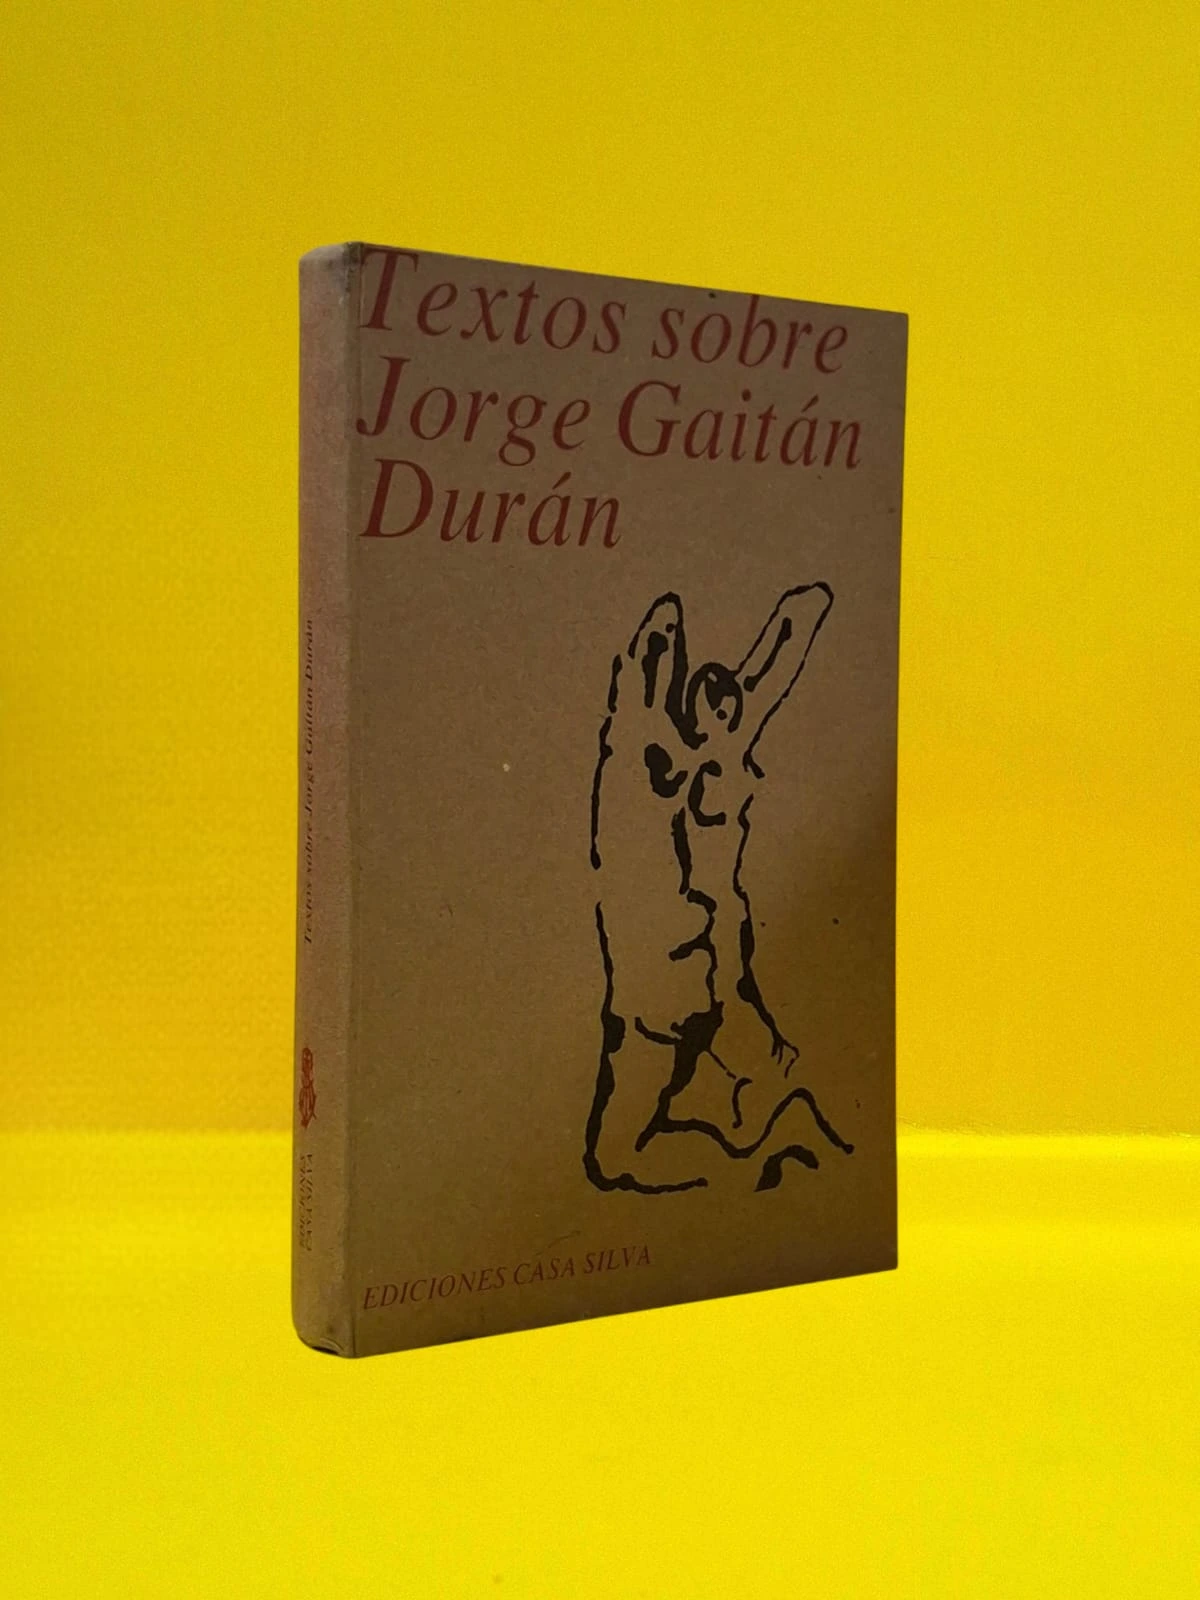 Textos sobre
Jorge Gaitán
Durán
EDICIONES CASA SILVA
Textos sobre Jorge Gaitán Durán
EDICIONES
CASA SILVA